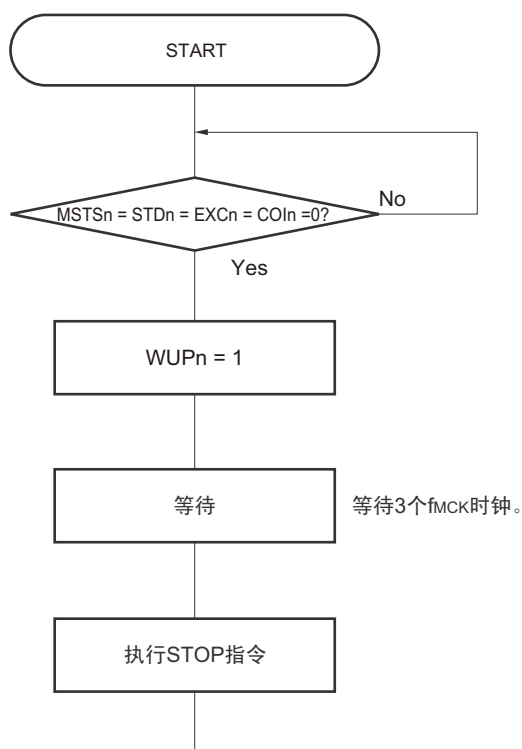 START
MSTSn = STDn = EXCn = COIn =0?
No
Yes
WUPn = 1
等待
等待3个fMCK时钟。
执行STOP指令